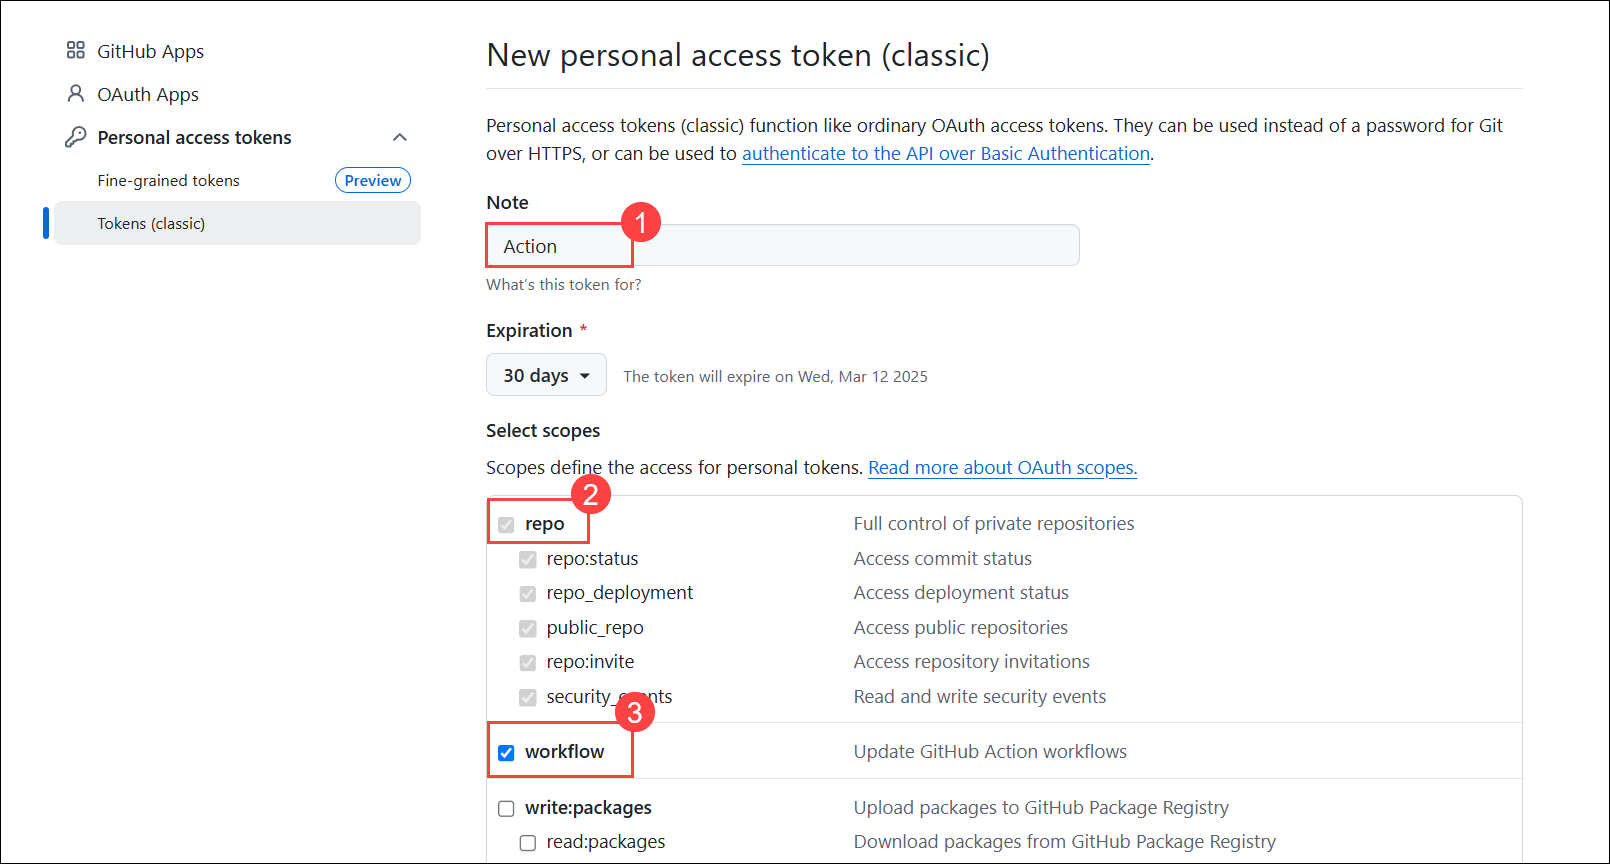 GitHub Apps
OAuth Apps
Personal access tokens
Fine-grained tokens Preview
Tokens (classic)
New personal access token (classic)
Personal access tokens (classic) function like ordinary OAuth access tokens. They can be used instead of a password for Git
over HTTPS, or can be used to authenticate to the API over Basic Authentication.
Note
1
Action
What's this token for?
Expiration *
30 days The token will expire on Wed, Mar 12 2025
Select scopes
Scopes define the access for personal tokens. Read more about OAuth scopes.
2
repo Full control of private repositories
repo:status Access commit status
repo_deployment Access deployment status
public_repo Access public repositories
repo:invite Access repository invitations
security_events Read and write security events
3
workflow Update GitHub Action workflows
write:packages Upload packages to GitHub Package Registry
read:packages Download packages from GitHub Package Registry